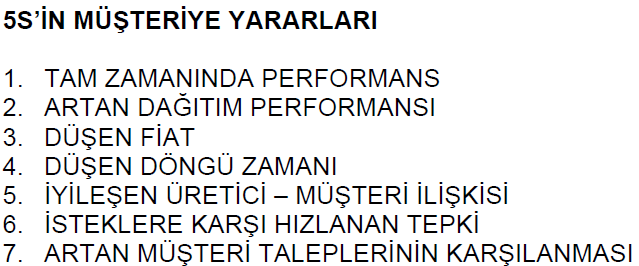 5S’İN MÜŞTERİYE YARARLARI
1. TAM ZAMANINDA PERFORMANS
2. ARTAN DAĞITIM PERFORMANSI
3. DÜŞEN FİAT
4. DÜŞEN DÖNGÜ ZAMANI
5. İYİLEŞEN ÜRETİCİ – MÜŞTERİ İLİŞKİSİ
6. İSTEKLERE KARŞI HIZLANAN TEPKİ
7. ARTAN MÜŞTERİ TALEPLERİNİN KARŞILANMASI